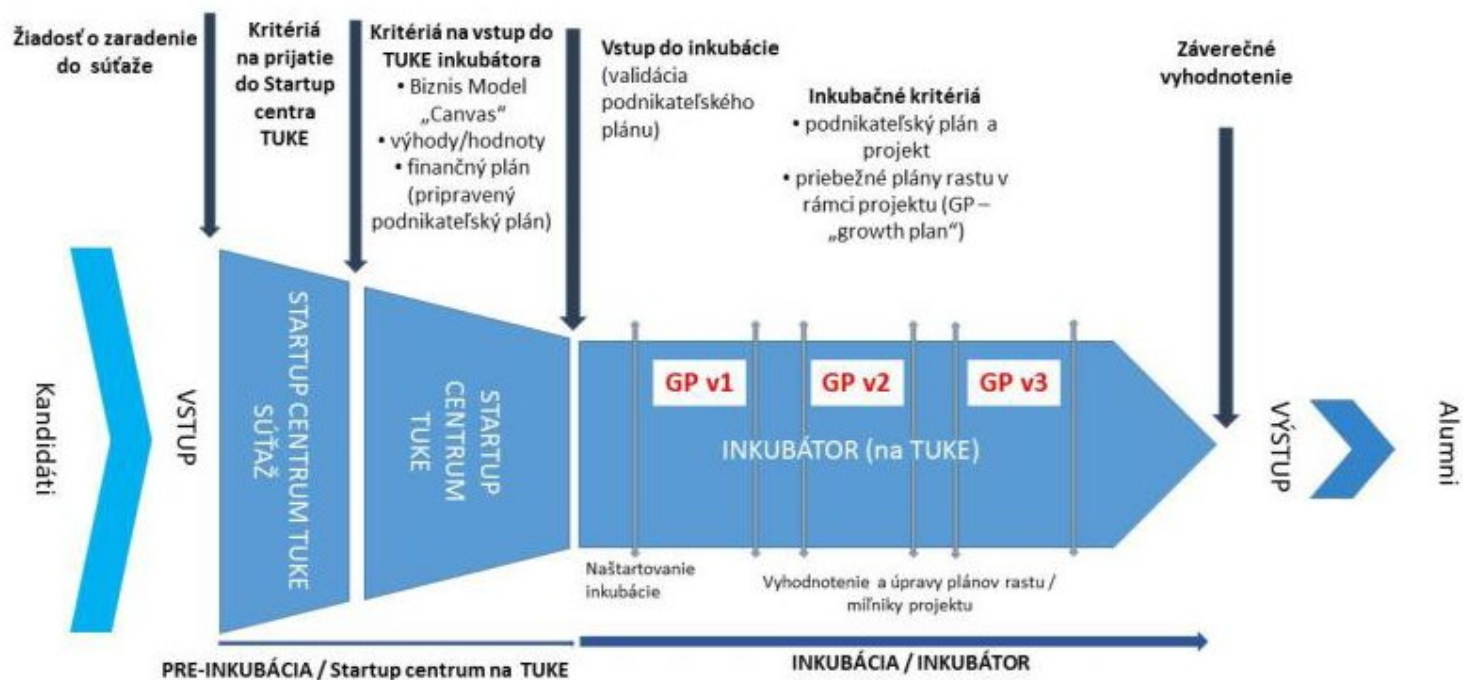 Žiadosť o zaradenie
do súťaže
Kritériá
na prijatie
do Startup
centra
TUKE
Kritériá na vstup do
TUKE inkubátora
• Biznis Model
„Canvas“
• výhody/hodnoty
• finančný plán
(pripravený
podnikateľský plán)
Vstup do inkubácie
(validácia
podnikateľského
plánu)
Inkubačné kritériá
• podnikateľský plán a
projekt
• priebežné plány rastu v
rámci projektu (GP –
„growth plan“)
Záverečné
vyhodnotenie
Kandidáti
VSTUP
STARTUP CENTRUM TUKE
SÚŤAŽ
STARTUP
CENTRUM
TUKE
GP v1
GP v2
GP v3
INKUBÁTOR (na TUKE)
VÝSTUP
Alumni
Naštartovanie
inkubácie
Vyhodnotenie a úpravy plánov rastu /
míľniky projektu
PRE-INKUBÁCIA / Startup centrum na TUKE
INKUBÁCIA / INKUBÁTOR